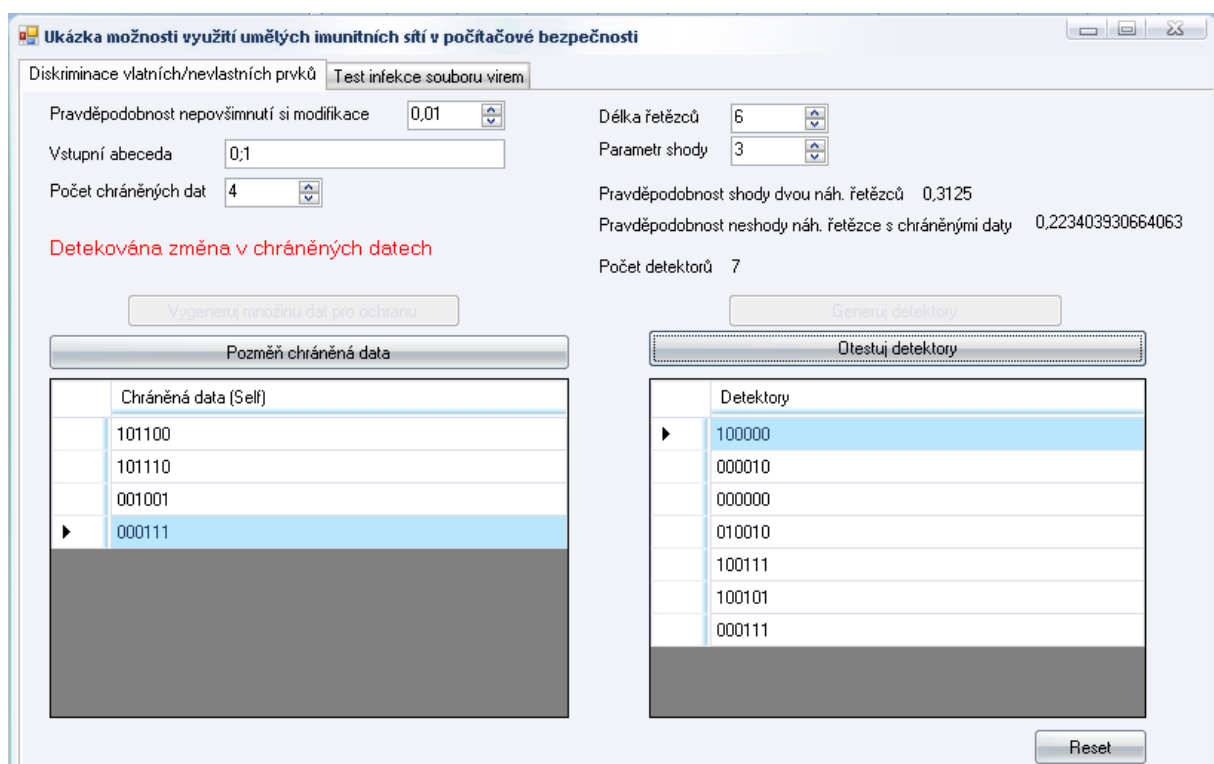 Ukázka možnosti využití umělých imunitních sítí v počítačové bezpečnosti
Diskriminace vlatních/nevlastních prvků Test infekce souboru virem
Pravděpodobnost nepovšimnutí si modifikace 0,01
Vstupní abeceda 0;1
Počet chráněných dat 4
Detekována změna v chráněných datech
Délka řetězců 6
Parametr shody 3
Pravděpodobnost shody dvou náh. řetězců 0,3125
Pravděpodobnost neshody náh. řetězce s chráněnými daty 0,223403930664063
Počet detektorů 7
Vygeneruj množinu dat pro ochranu
Pozměň chráněná data
Chráněná data (Self)
101100
101110
001001
000111
Generuj detektory
Otestuj detektory
Detektory
100000
000010
000000
010010
100111
100101
000111
Reset